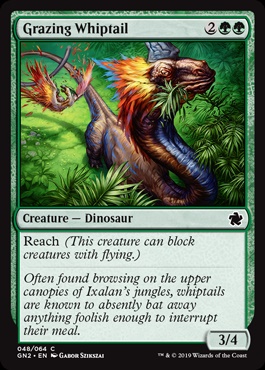 Grazing Whiptail 2
Creature — Dinosaur
Reach (This creature can block
creatures with flying.)
Often found browsing on the upper
canopies of Ixalan's jungles, whiptails
are known to absently bat away
anything foolish enough to interrupt
their meal.
3/4
048/064 C
GN2 • EN Gabor Szikszai
™ & © 2019 Wizards of the Coast